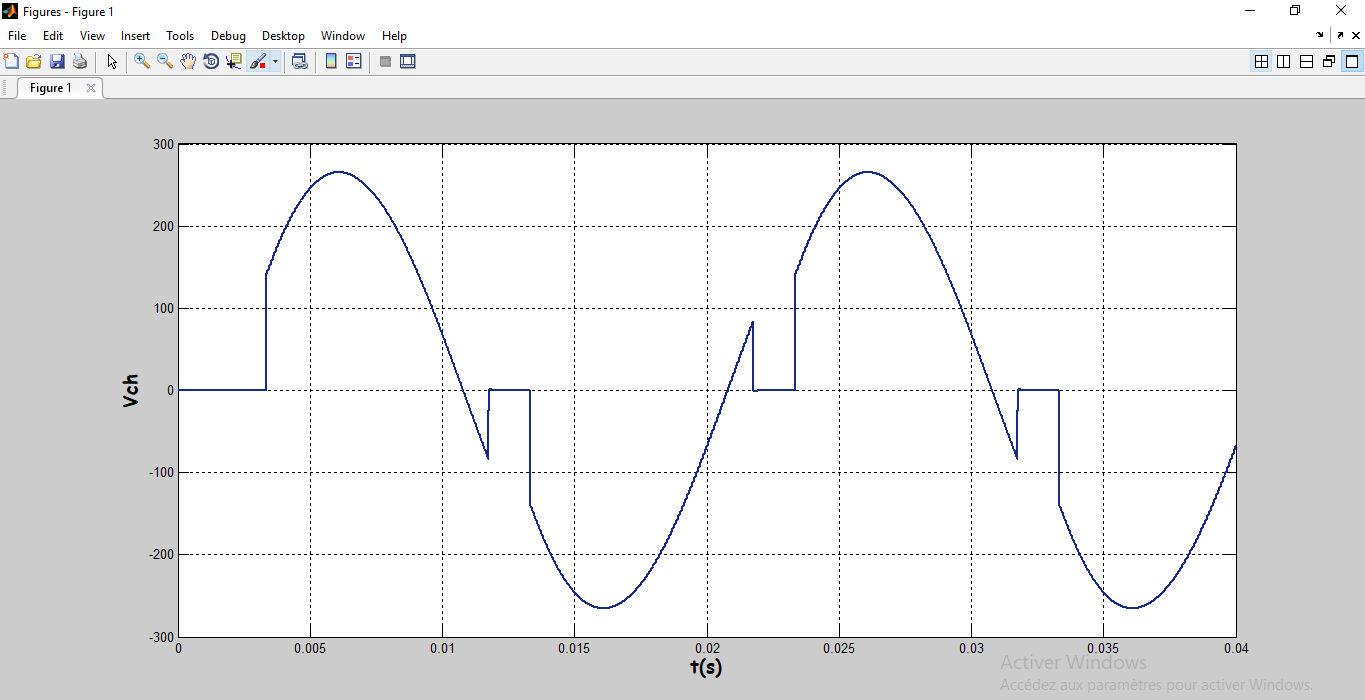 Figures - Figure 1
File Edit View Insert Tools Debug Desktop Window Help
Figure 1
300
200
100
0
-100
-200
-300
Vch
0 0.005 0.01 0.015 0.02 0.025 0.03 0.035 0.04
t(s)
Activer Windows
Accédez aux paramètres pour activer Windows.